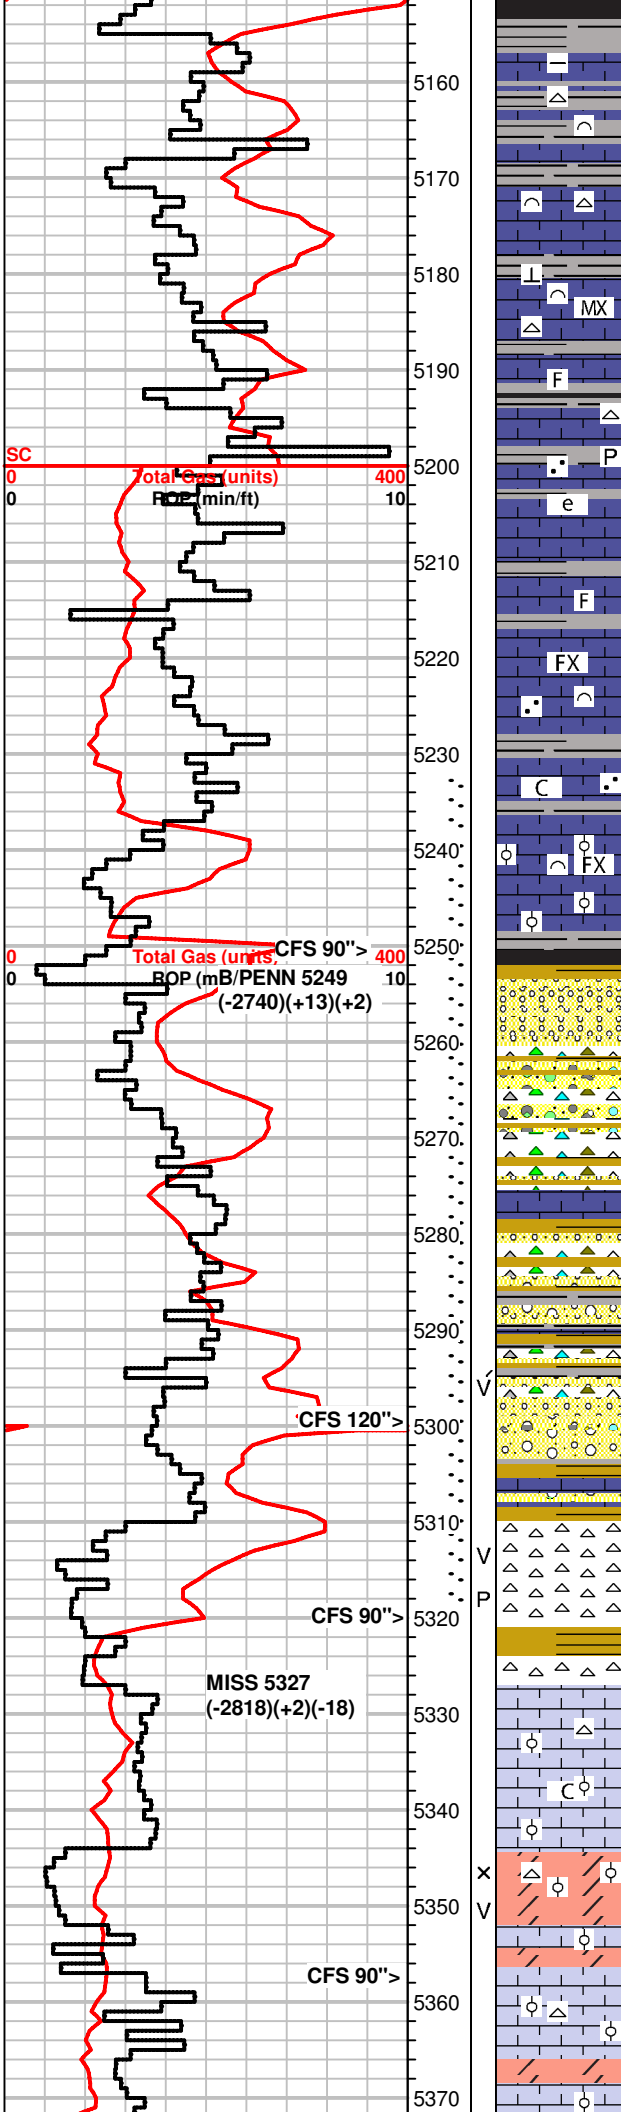 5160
5170
5180
MX
5190
F
SC
P
5200
0 Total Gas (units) 400
0 ROP (min/ft) 10
e
5210
F
5220
FX
5230
C
5240
FX
CFS 90">
5250
0 Total Gas (units, 400
0 ROP (mB/PENN 5249 10
(-2740)(+13)(+2)
5260
5270
5280
5290
V
CFS 120">
5300
5310
V
P
CFS 90">
5320
MISS 5327
(-2818)(+2)(-18)
5330
C
5340
x
V
5350
CFS 90">
5360
5370